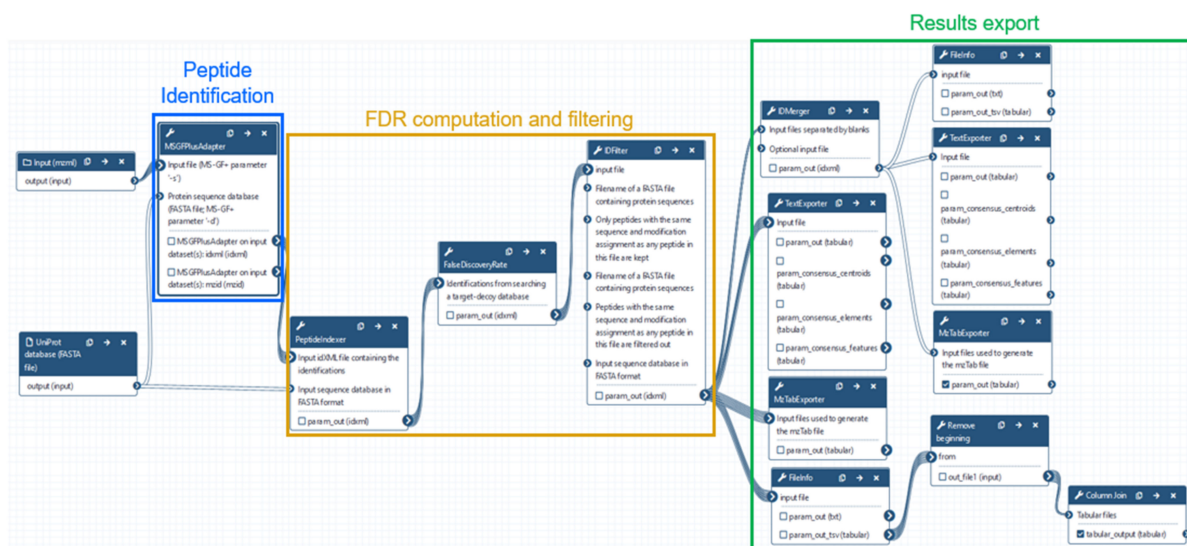 Results export
Peptide
Identification
FDR computation and filtering
Input (mzml)
output (input)
UniProt
database (FASTA
file)
output (input)
MSGFPlusAdapter
Input file (MS-GF+ parameter
'-s')
Protein sequence database
(FASTA file; MS-GF+
parameter '-d')
MSGFPlusAdapter on input
dataset(s): idxml (idxml)
MSGFPlusAdapter on input
dataset(s): mzid (mzid)
PeptideIndexer
Input idXML file containing the
identifications
Input sequence database in
FASTA format
param_out (idxml)
FalseDiscoveryRate
Identifications from searching
a target-decoy database
param_out (idxml)
IDFilter
input file
Filename of a FASTA file
containing protein sequences
Only peptides with the same
sequence and modification
assignment as any peptide in
this file are kept
Filename of a FASTA file
containing protein sequences
Peptides with the same
sequence and modification
assignment as any peptide in
this file are filtered out
Input sequence database in
FASTA format
param_out (idxml)
IDMerger
Input files separated by blanks
Optional input file
param_out (idxml)
TextExporter
Input file
param_out (tabular)
param_consensus_centroids
(tabular)
param_consensus_elements
(tabular)
param_consensus_features
(tabular)
MzTabExporter
Input files used to generate
the mzTab file
param_out (tabular)
FileInfo
input file
param_out (txt)
param_out_tsv (tabular)
FileInfo
input file
param_out (txt)
param_out_tsv (tabular)
TextExporter
Input file
param_out (tabular)
param_consensus_centroids
(tabular)
param_consensus_elements
(tabular)
param_consensus_features
(tabular)
MzTabExporter
Input files used to generate
the mzTab file
param_out (tabular)
Remove
beginning
from
out_file1 (input)
Column Join
Tabular files
tabular_output (tabular)